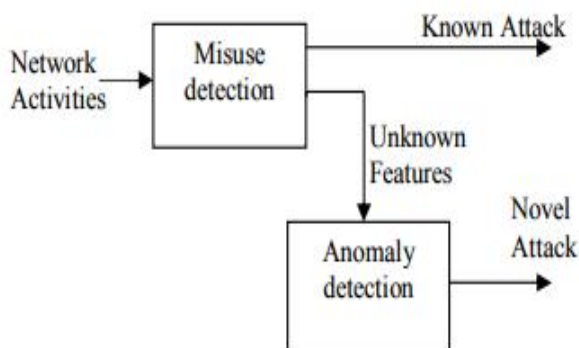 Network
Activities
Misuse
detection
Known Attack
Unknown
Features
Anomaly
detection
Novel
Attack